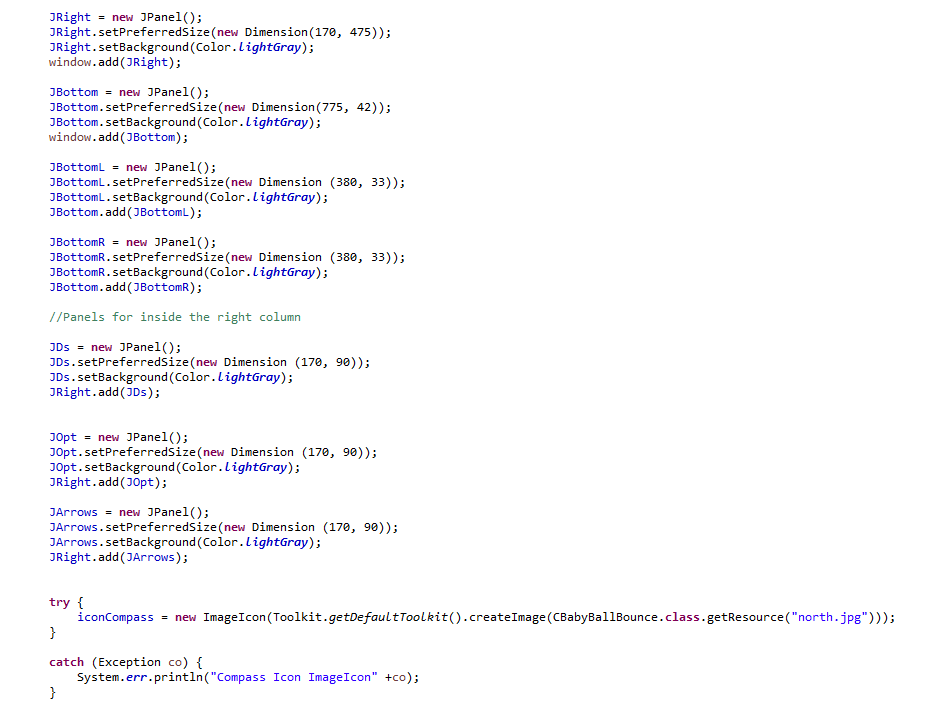 JRight = new JPanel();
JRight.setPreferredSize(new Dimension(170, 475));
JRight.setBackground(Color.lightGray);
window.add(JRight);
JBottom = new JPanel();
JBottom.setPreferredSize(new Dimension(775, 42));
JBottom.setBackground(Color.lightGray);
window.add(JBottom);
JBottomL = new JPanel();
JBottomL.setPreferredSize(new Dimension (380, 33));
JBottomL.setBackground(Color.lightGray);
JBottom.add(JBottomL);
JBottomR = new JPanel();
JBottomR.setPreferredSize(new Dimension (380, 33));
JBottomR.setBackground(Color.lightGray);
JBottom.add(JBottomR);
//Panels for inside the right column
JDs = new JPanel();
JDs.setPreferredSize(new Dimension (170, 90));
JDs.setBackground(Color.lightGray);
JRight.add(JDs);
JOpt = new JPanel();
JOpt.setPreferredSize(new Dimension (170, 90));
JOpt.setBackground(Color.lightGray);
JRight.add(JOpt);
JArrows = new JPanel();
JArrows.setPreferredSize(new Dimension (170, 90));
JArrows.setBackground(Color.lightGray);
JRight.add(JArrows);
try {
iconCompass = new ImageIcon(Toolkit.getDefaultToolkit().createImage(CBabyBallBounce.class.getResource("north.jpg")));
}
catch (Exception co) {
System.err.println("Compass Icon ImageIcon" +co);
}